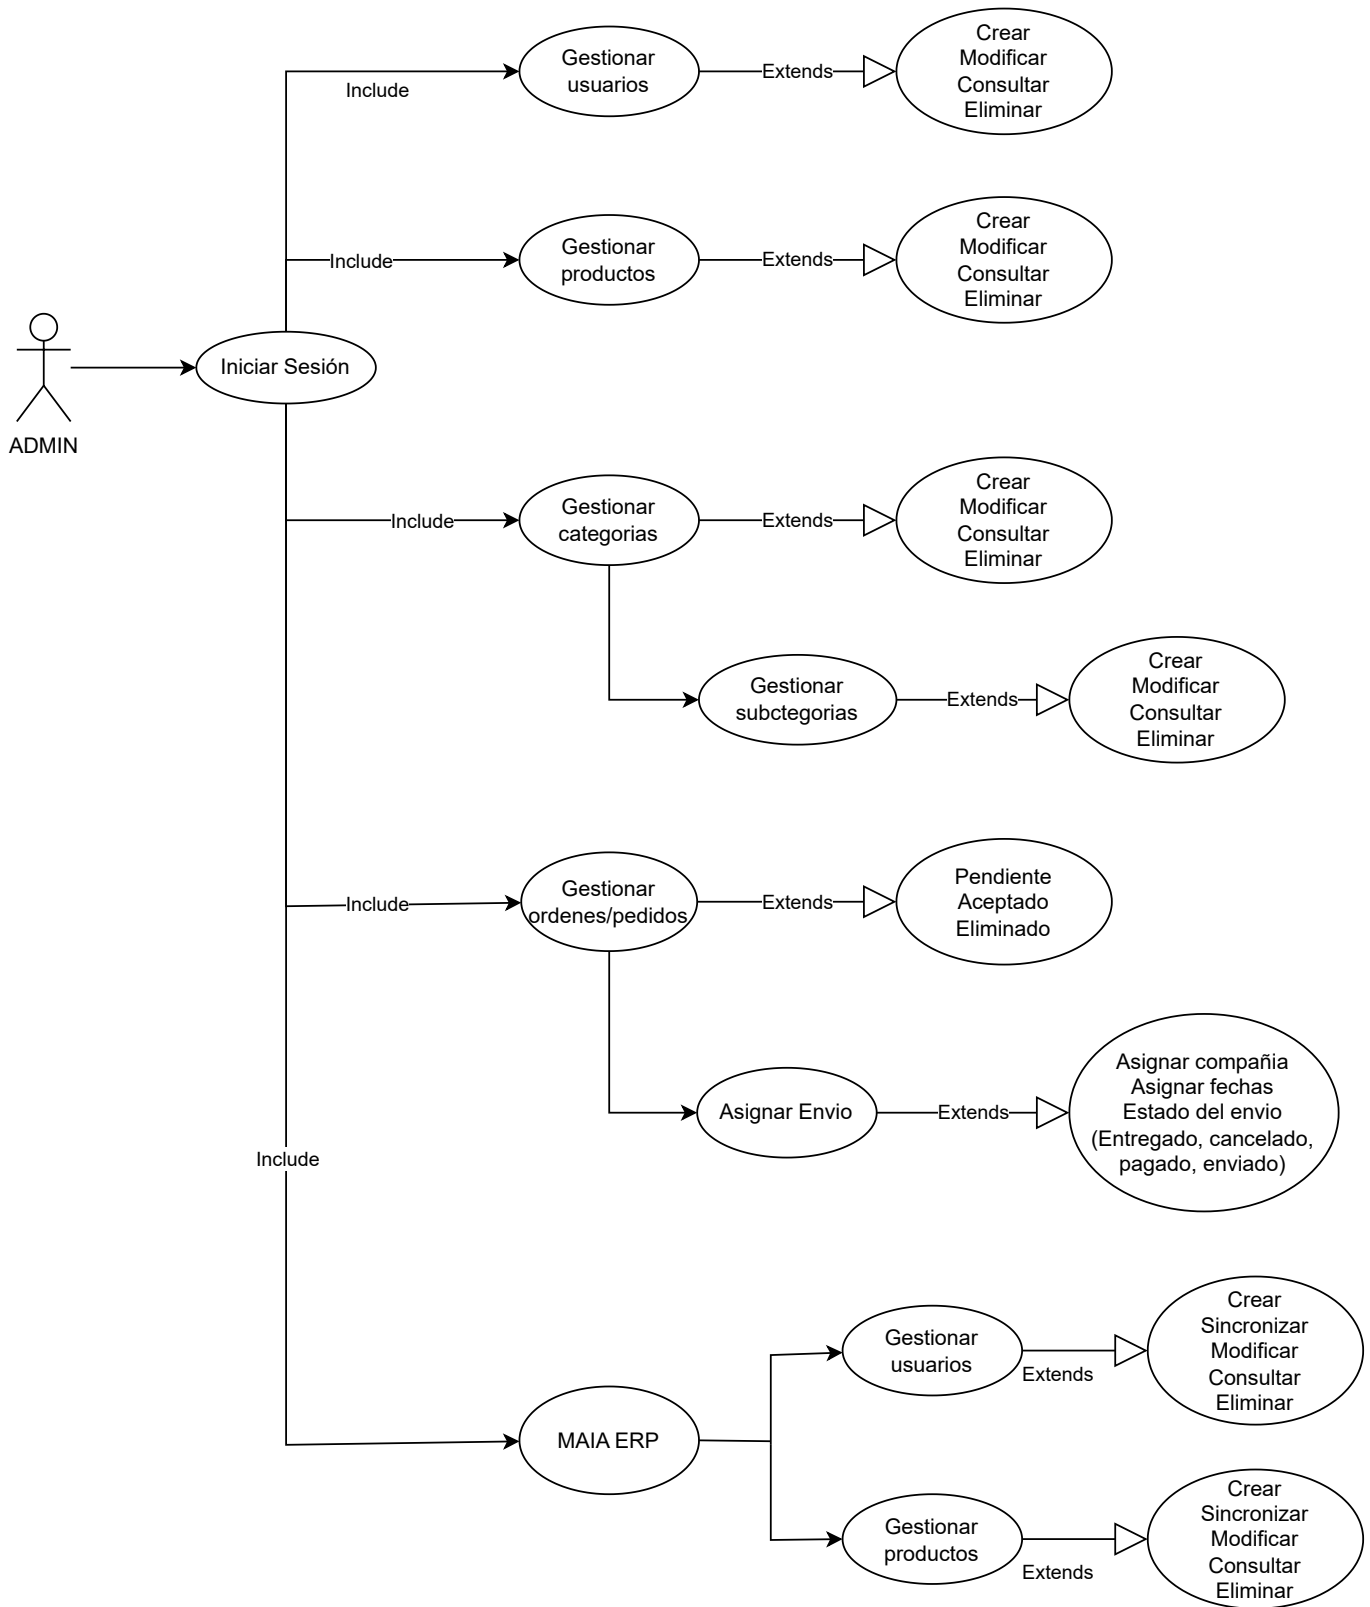 Gestionar
usuarios
Include
Extends
Crear
Modificar
Consultar
Eliminar
Gestionar
productos
Include
Extends
Crear
Modificar
Consultar
Eliminar
ADMIN
Iniciar Sesión
Include
Gestionar
categorias
Extends
Crear
Modificar
Consultar
Eliminar
Gestionar
subctegorias
Extends
Crear
Modificar
Consultar
Eliminar
Include
Gestionar
ordenes/pedidos
Extends
Pendiente
Aceptado
Eliminado
Asignar Envio
Extends
Asignar compañia
Asignar fechas
Estado del envio
(Entregado, cancelado,
pagado, enviado)
Include
MAIA ERP
Gestionar
usuarios
Extends
Crear
Sincronizar
Modificar
Consultar
Eliminar
Gestionar
productos
Extends
Crear
Sincronizar
Modificar
Consultar
Eliminar